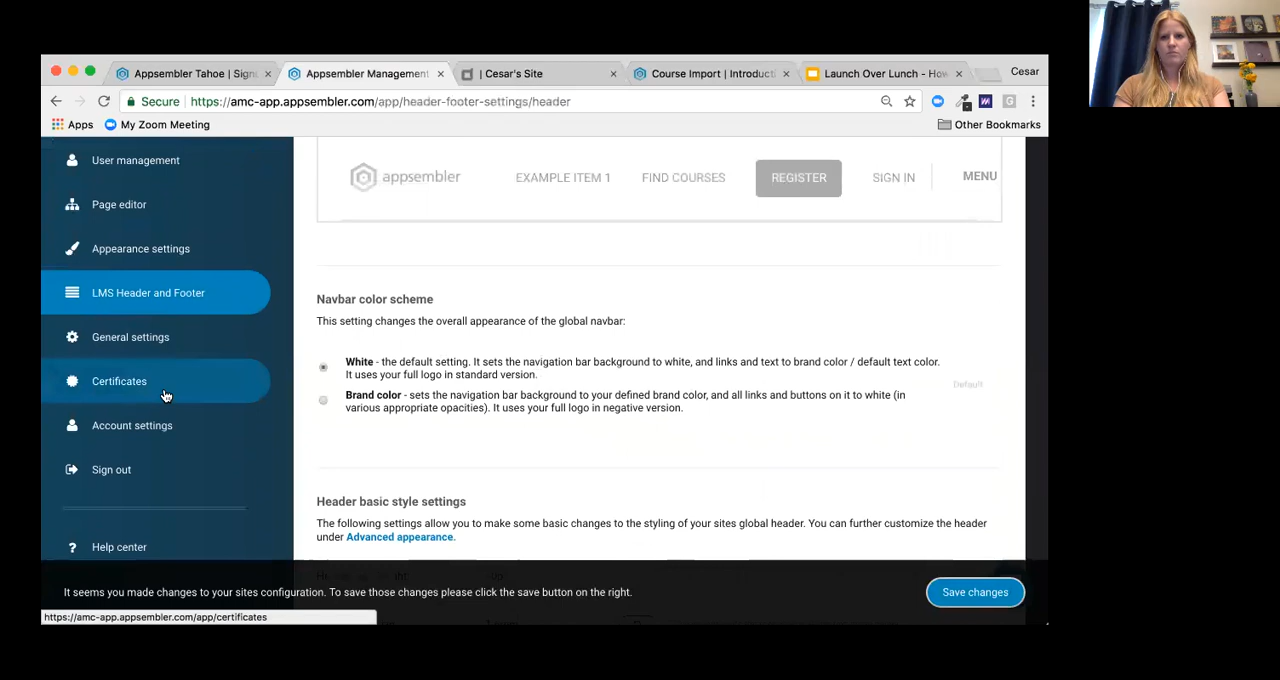 Appsembler Tahoe | Sign
Appsembler Management
| Cesar's Site
Course Import | Introducti
Launch Over Lunch - How
Cesar
Secure
https://amc-app.appsembler.com/app/header-footer-settings/header
Apps
My Zoom Meeting
Other Bookmarks
User management
Page editor
Appearance settings
LMS Header and Footer
General settings
Certificates
Account settings
Sign out
Help center
appsembler
EXAMPLE ITEM 1
FIND COURSES
REGISTER
SIGN IN
MENU
Navbar color scheme
This setting changes the overall appearance of the global navbar:
White - the default setting. It sets the navigation bar background to white, and links and text to brand color / default text color.
It uses your full logo in standard version.
Default
Brand color - sets the navigation bar background to your defined brand color, and all links and buttons on it to white (in
various appropriate opacities). It uses your full logo in negative version.
Header basic style settings
The following settings allow you to make some basic changes to the styling of your sites global header. You can further customize the header
under Advanced appearance.
It seems you made changes to your sites configuration. To save those changes please click the save button on the right.
Save changes
https://amc-app.appsembler.com/app/certificates